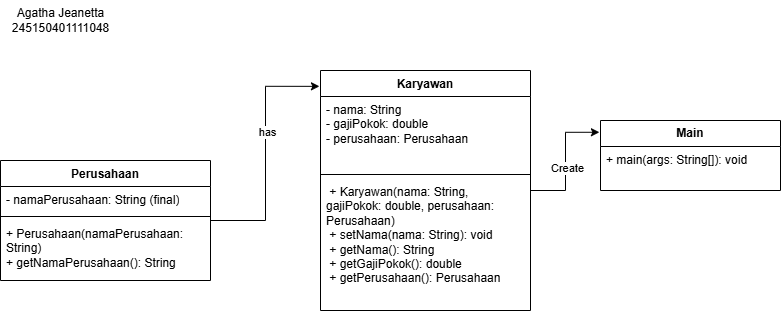 Agatha Jeanetta
245150401111048
Karyawan
- nama: String
- gajiPokok: double
- perusahaan: Perusahaan
+ Karyawan(nama: String,
gajiPokok: double, perusahaan:
Perusahaan)
+ setNama(nama: String): void
+ getNama(): String
+ getGajiPokok(): double
+ getPerusahaan(): Perusahaan
has
Perusahaan
- namaPerusahaan: String (final)
+ Perusahaan(namaPerusahaan:
String)
+ getNamaPerusahaan(): String
Create
Main
+ main(args: String[]): void